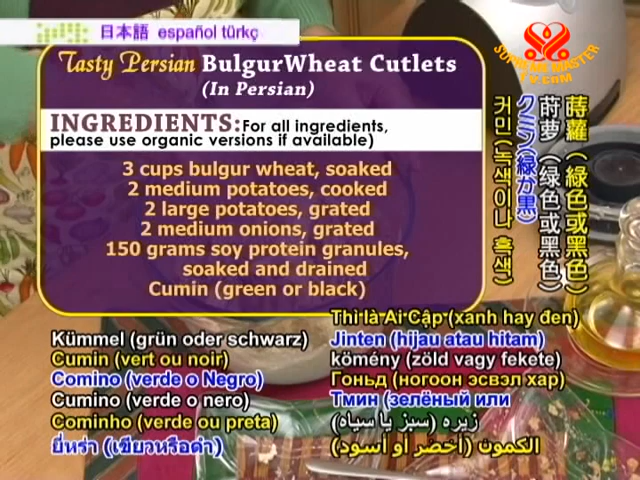 日本語 español türkç
SUPREME MASTER
TV.COM
Tasty Persian BulgurWheat Cutlets
(In Persian)
INGREDIENTS:For all ingredients,
please use organic versions if available)
3 cups bulgur wheat, soaked
2 medium potatoes, cooked
2 large potatoes, grated
2 medium onions, grated
150 grams soy protein granules,
soaked and drained
Cumin (green or black)
蒔蘿（綠色或黑色）
莳萝（绿色或黑色）
クミン(緑か黒)
커민(녹색이나 흑색)
Kümmel (grün oder schwarz)
Cumin (vert ou noir)
Comino (verde o Negro)
Cumino (verde o nero)
Cominho (verde ou preta)
ยี่หร่า (เขียวหรือดำ)
Thì là Ai Cập (xanh hay đen)
Jinten (hijau atau hitam)
kömény (zöld vagy fekete)
Гоньд (ногоон эсвэл хар)
Тмин (зелёный или
زیره (سبز یا سیاه)
الكمون (أخضر أو أسود)